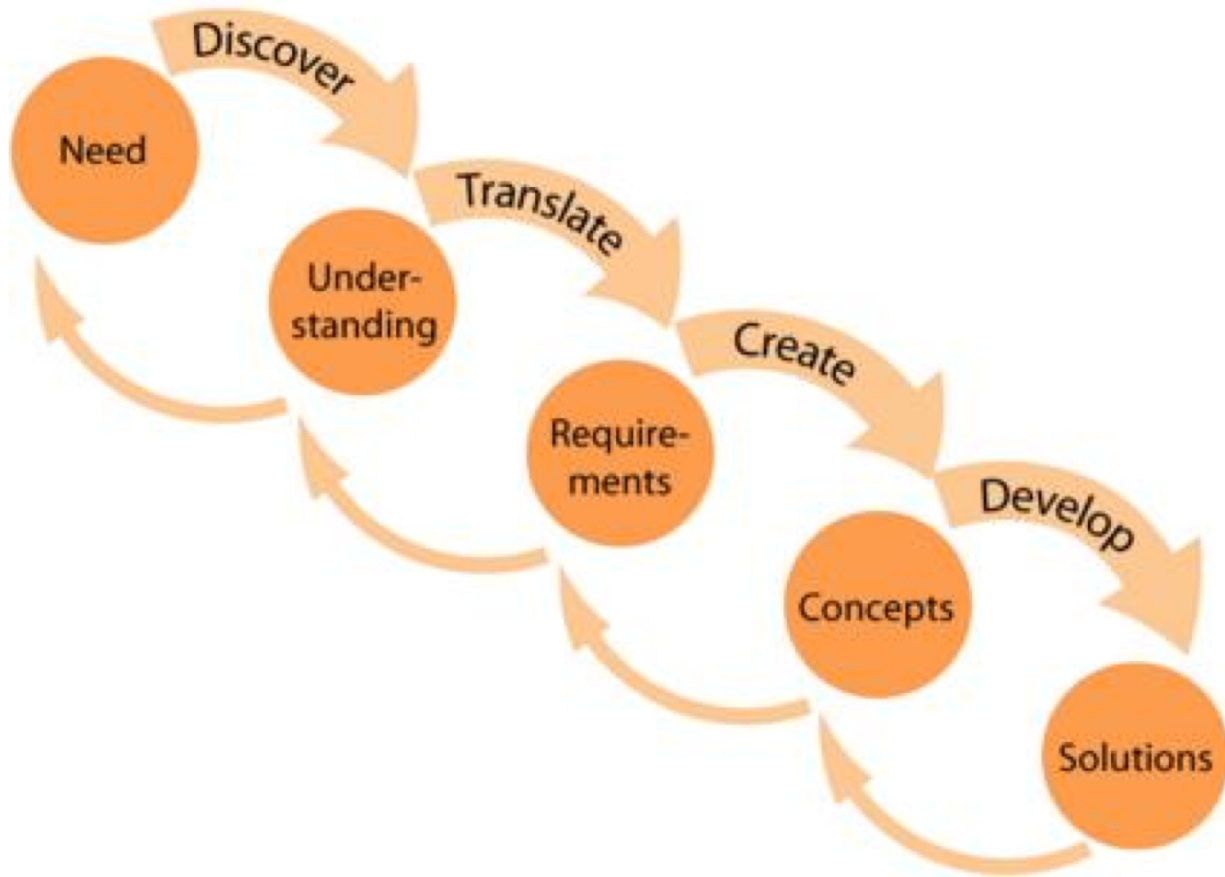 Discover
Need
Translate
Under-
standing
Create
Require-
ments
Develop
Concepts
Solutions